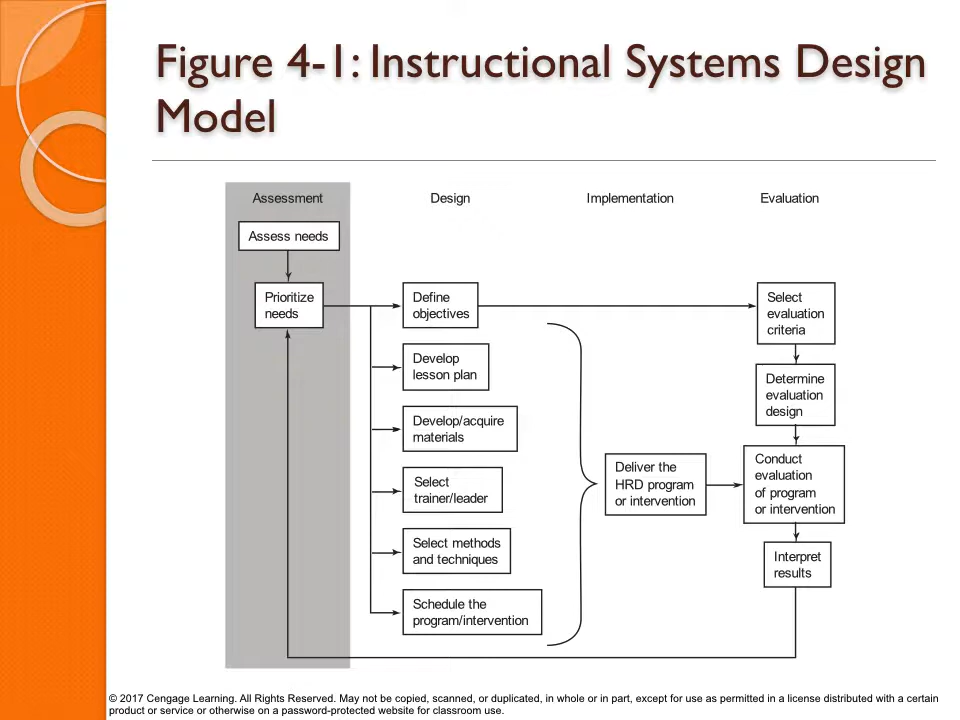 Figure 4-1: Instructional Systems Design
Model
Assessment
Design
Implementation
Evaluation
Assess needs
Prioritize
needs
Define
objectives
Develop
lesson plan
Develop/acquire
materials
Select
trainer/leader
Select methods
and techniques
Schedule the
program/intervention
Deliver the
HRD program
or intervention
Select
evaluation
criteria
Determine
evaluation
design
Conduct
evaluation
of program
or intervention
Interpret
results
© 2017 Cengage Learning. All Rights Reserved. May not be copied, scanned, or duplicated, in whole or in part, except for use as permitted in a license distributed with a certain
product or service or otherwise on a password-protected website for classroom use.